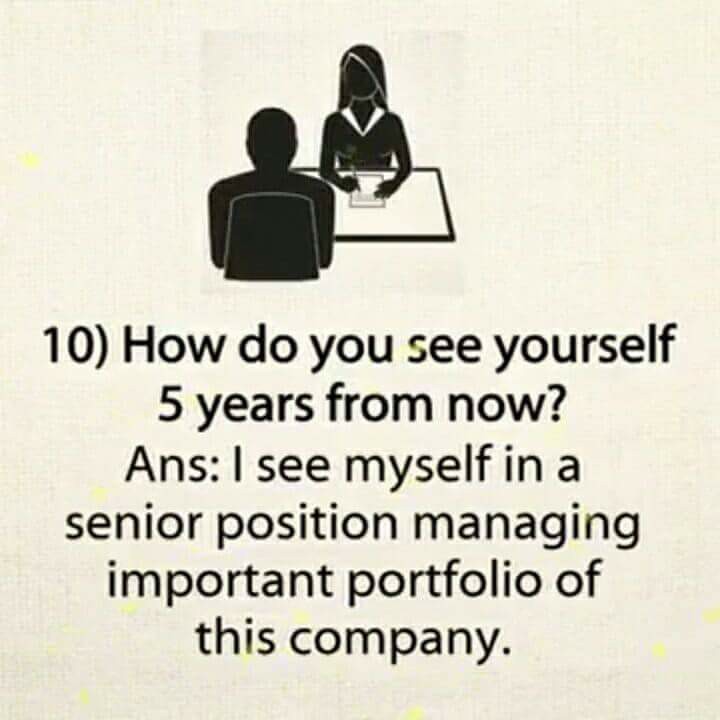 10) How do you see yourself
5 years from now?
Ans: I see myself in a
senior position managing
important portfolio of
this company.